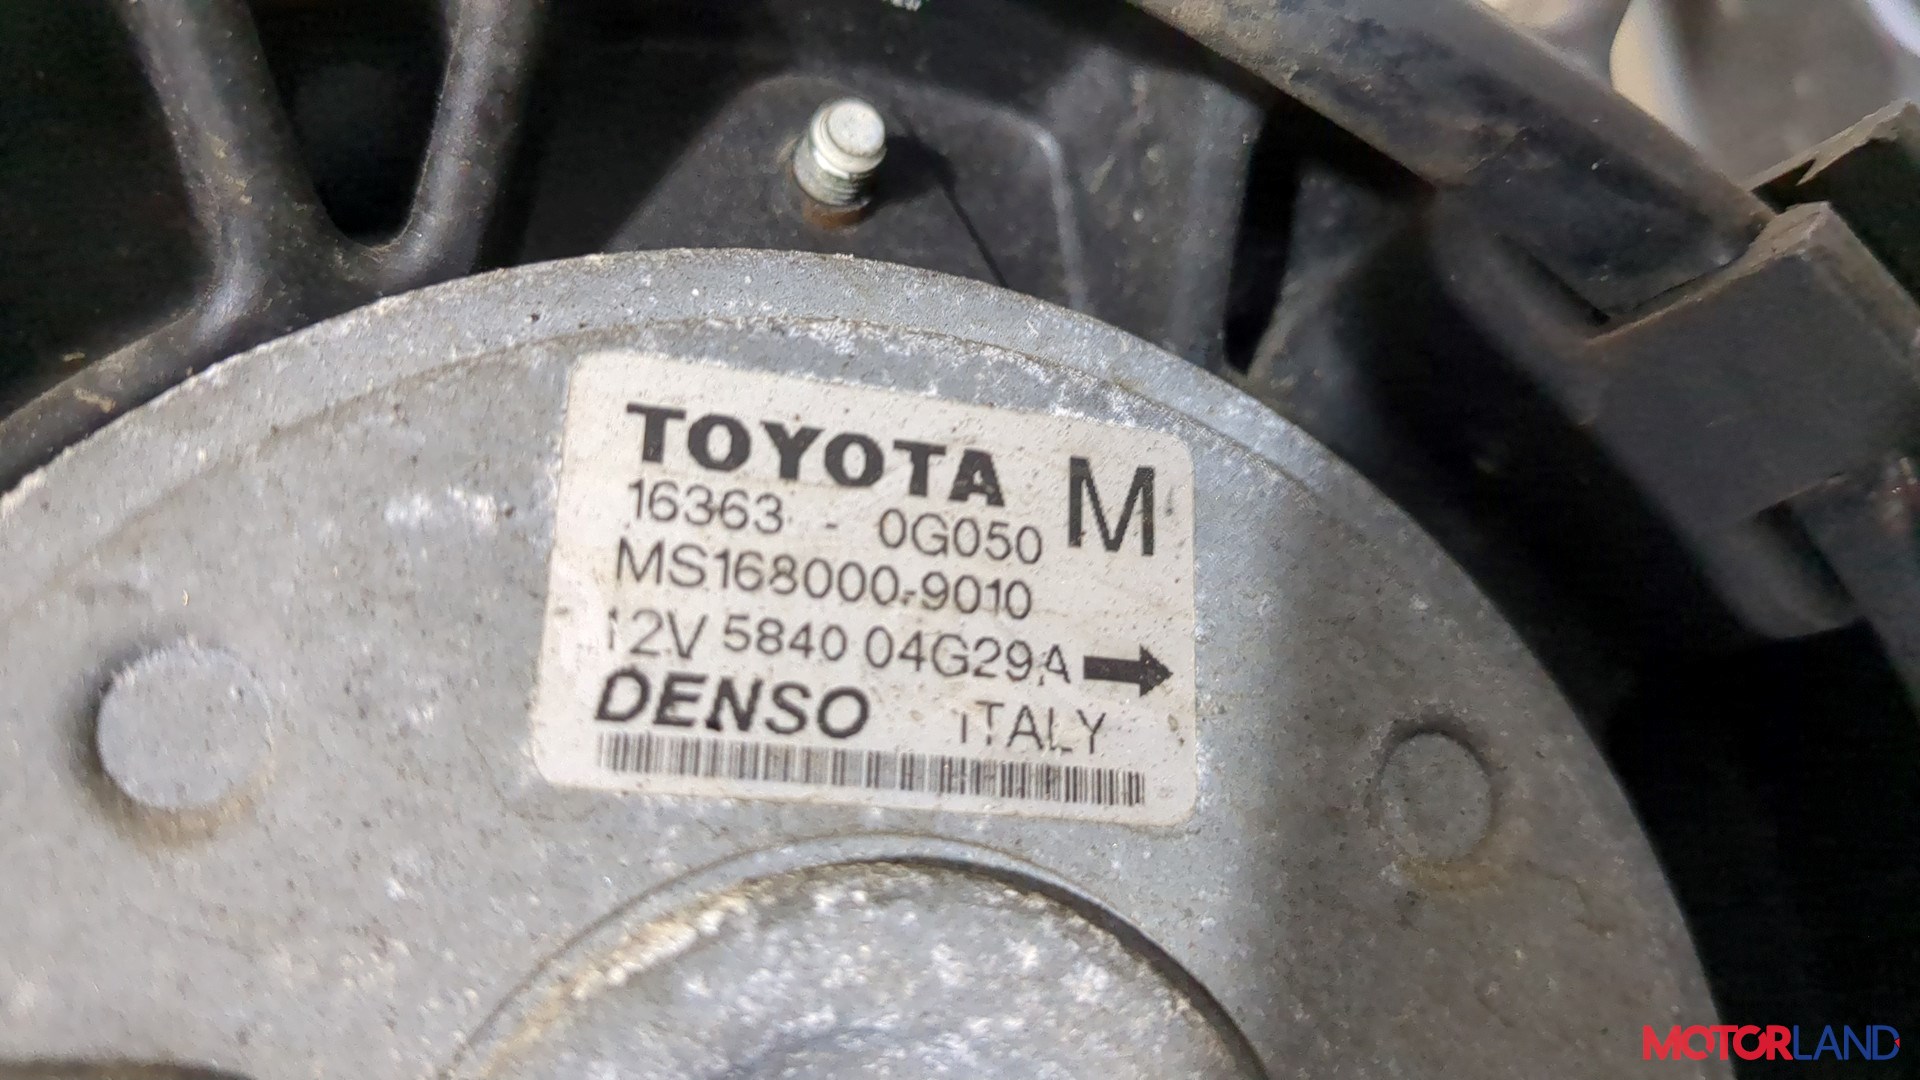 TOYOTA M
16363 - 0G050
MS168000-9010
12V 5840 04G29A
DENSO ITALY
MOTORLAND